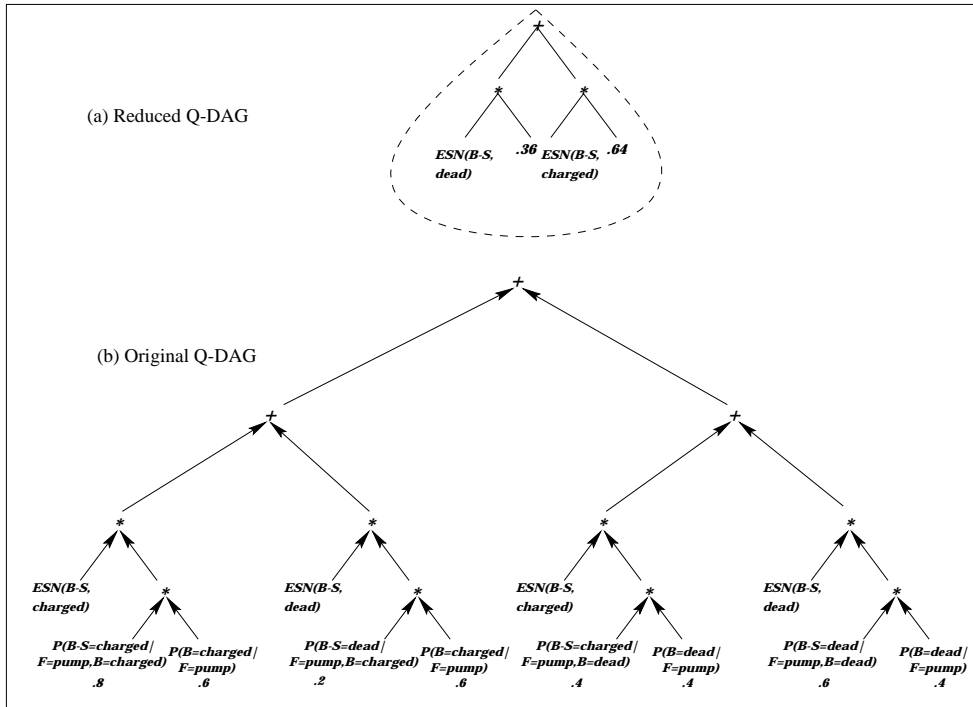 +
* *
(a) Reduced Q-DAG
ESN(B-S, .36 ESN(B-S, .64
dead) charged)
+
(b) Original Q-DAG
+ +
* * * *
ESN(B-S, * ESN(B-S, * ESN(B-S, * ESN(B-S, *
charged) dead) charged) dead)
P(B-S=charged| P(B=charged| P(B-S=dead| P(B=charged| P(B-S=charged| P(B=dead| P(B-S=dead| P(B=dead|
F=pump,B=charged) F=pump) F=pump,B=charged) F=pump) F=pump,B=dead) F=pump) F=pump,B=dead) F=pump)
.8 .6 .2 .6 .4 .4 .6 .4